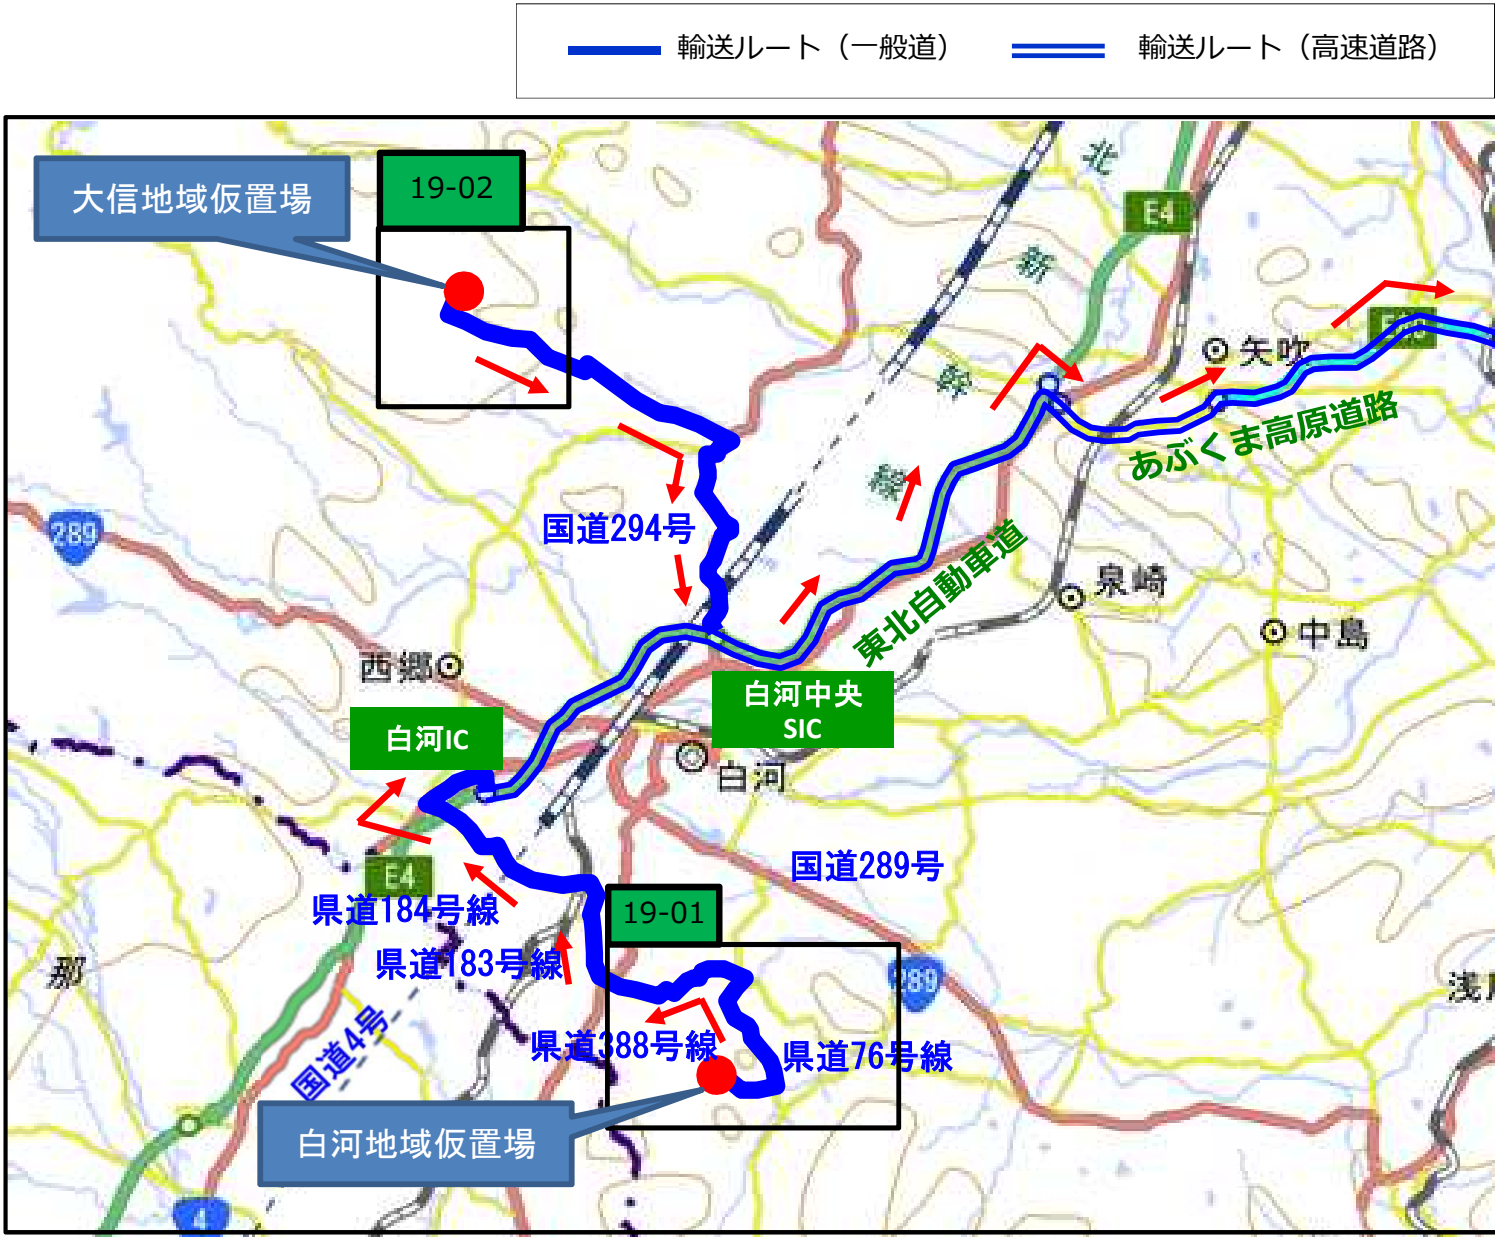 輸送ルート（一般道）
輸送ルート（高速道路）
19-02
大信地域仮置場
北
新
幹
線
E4
矢吹
あぶくま高原道路
289
国道294号
東北自動車道
泉崎
中島
西郷
白河中央
SIC
白河IC
白河
国道289号
E4
県道184号線
19-01
県道183号線
那
289
国道4号
県道388号線
県道76号線
白河地域仮置場
4